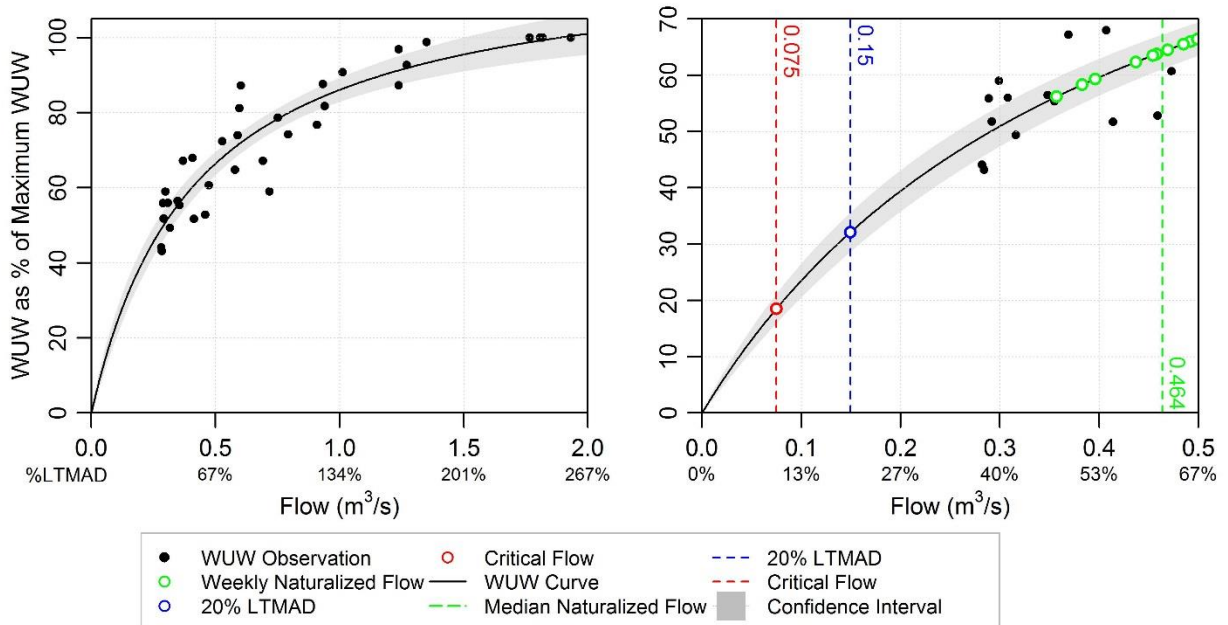 WUW as % of Maximum WUW
100
80
60
40
20
0
0.0 0.5 1.0 1.5 2.0
%LTMAD 67% 134% 201% 267%
Flow (m³/s)
70
60
50
40
30
20
10
0
0.075
0.15
0.464
0.0 0.1 0.2 0.3 0.4 0.5
0% 13% 27% 40% 53% 67%
Flow (m³/s)
WUW Observation Critical Flow 20% LTMAD
Weekly Naturalized Flow WUW Curve Critical Flow
20% LTMAD Median Naturalized Flow Confidence Interval